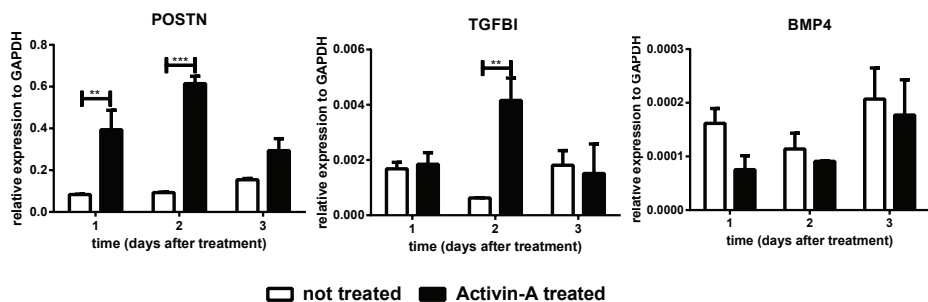 POSTN
relative expression to GAPDH
0.8
0.6
0.4
0.2
0.0
**
***
1 2 3
time (days after treatment)
TGFBI
relative expression to GAPDH
0.006
0.004
0.002
0.000
**
1 2 3
time (days after treatment)
BMP4
relative expression to GAPDH
0.0003
0.0002
0.0001
0.0000
1 2 3
time (days after treatment)
not treated Activin-A treated